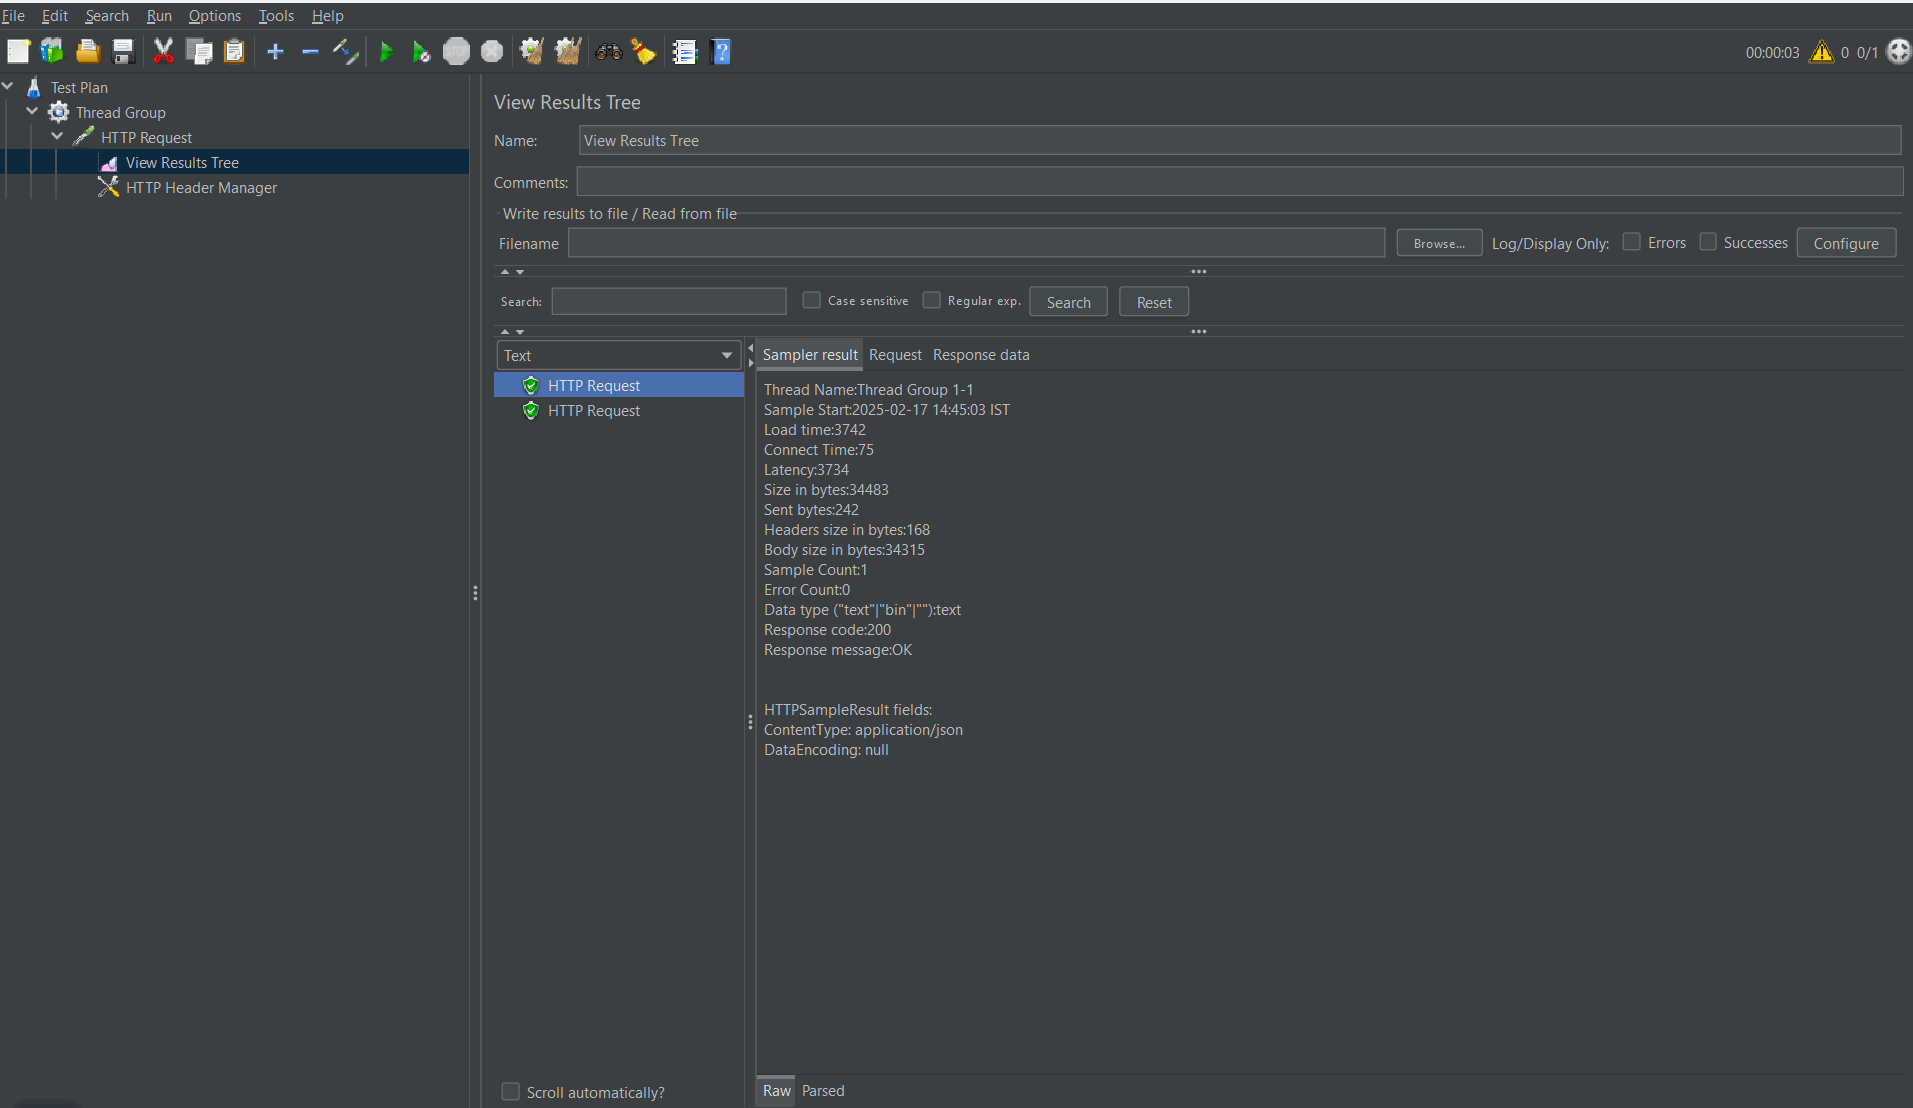 File Edit Search Run Options Tools Help
STOP
00:00:03 0 0/1
Test Plan
Thread Group
HTTP Request
View Results Tree
HTTP Header Manager
View Results Tree
Name: View Results Tree
Comments:
Write results to file / Read from file
Filename Browse... Log/Display Only: Errors Successes Configure
Search: Case sensitive Regular exp. Search Reset
Text
HTTP Request
HTTP Request
Scroll automatically?
Sampler result Request Response data
Thread Name:Thread Group 1-1
Sample Start:2025-02-17 14:45:03 IST
Load time:3742
Connect Time:75
Latency:3734
Size in bytes:34483
Sent bytes:242
Headers size in bytes:168
Body size in bytes:34315
Sample Count:1
Error Count:0
Data type ("text"|"bin"|""):text
Response code:200
Response message:OK
HTTPSampleResult fields:
ContentType: application/json
DataEncoding: null
Raw Parsed